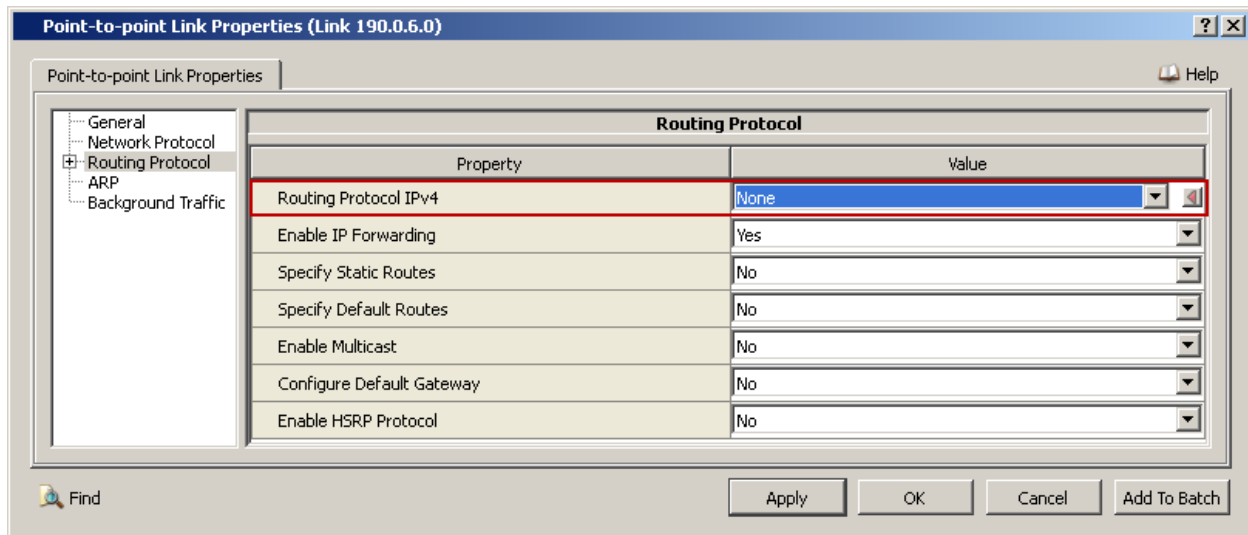 Point-to-point Link Properties (Link 190.0.6.0)
Point-to-point Link Properties
Help
General
Network Protocol
Routing Protocol
ARP
Background Traffic
Routing Protocol
Property Value
Routing Protocol IPv4 None
Enable IP Forwarding Yes
Specify Static Routes No
Specify Default Routes No
Enable Multicast No
Configure Default Gateway No
Enable HSRP Protocol No
Find Apply OK Cancel Add To Batch